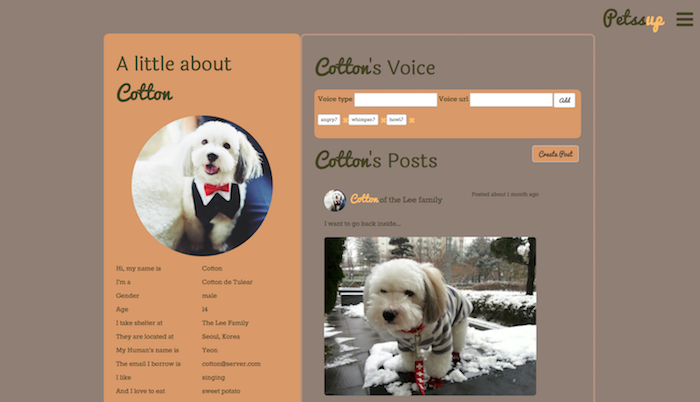 Petssup
A little about
Cotton
Hi, my name is Cotton
I'm a Cotton de Tulear
Gender male
Age 14
I take shelter at The Lee Family
They are located at Seoul, Korea
My Human's name is Yeon
The email I borrow is cotton@server.com
I like singing
And I love to eat sweet potato
Cotton's Voice
Voice type Voice url Add
angry? whimper? howl?
Cotton's Posts
Create Post
Cotton of the Lee family Posted about 1 month ago
I want to go back inside...